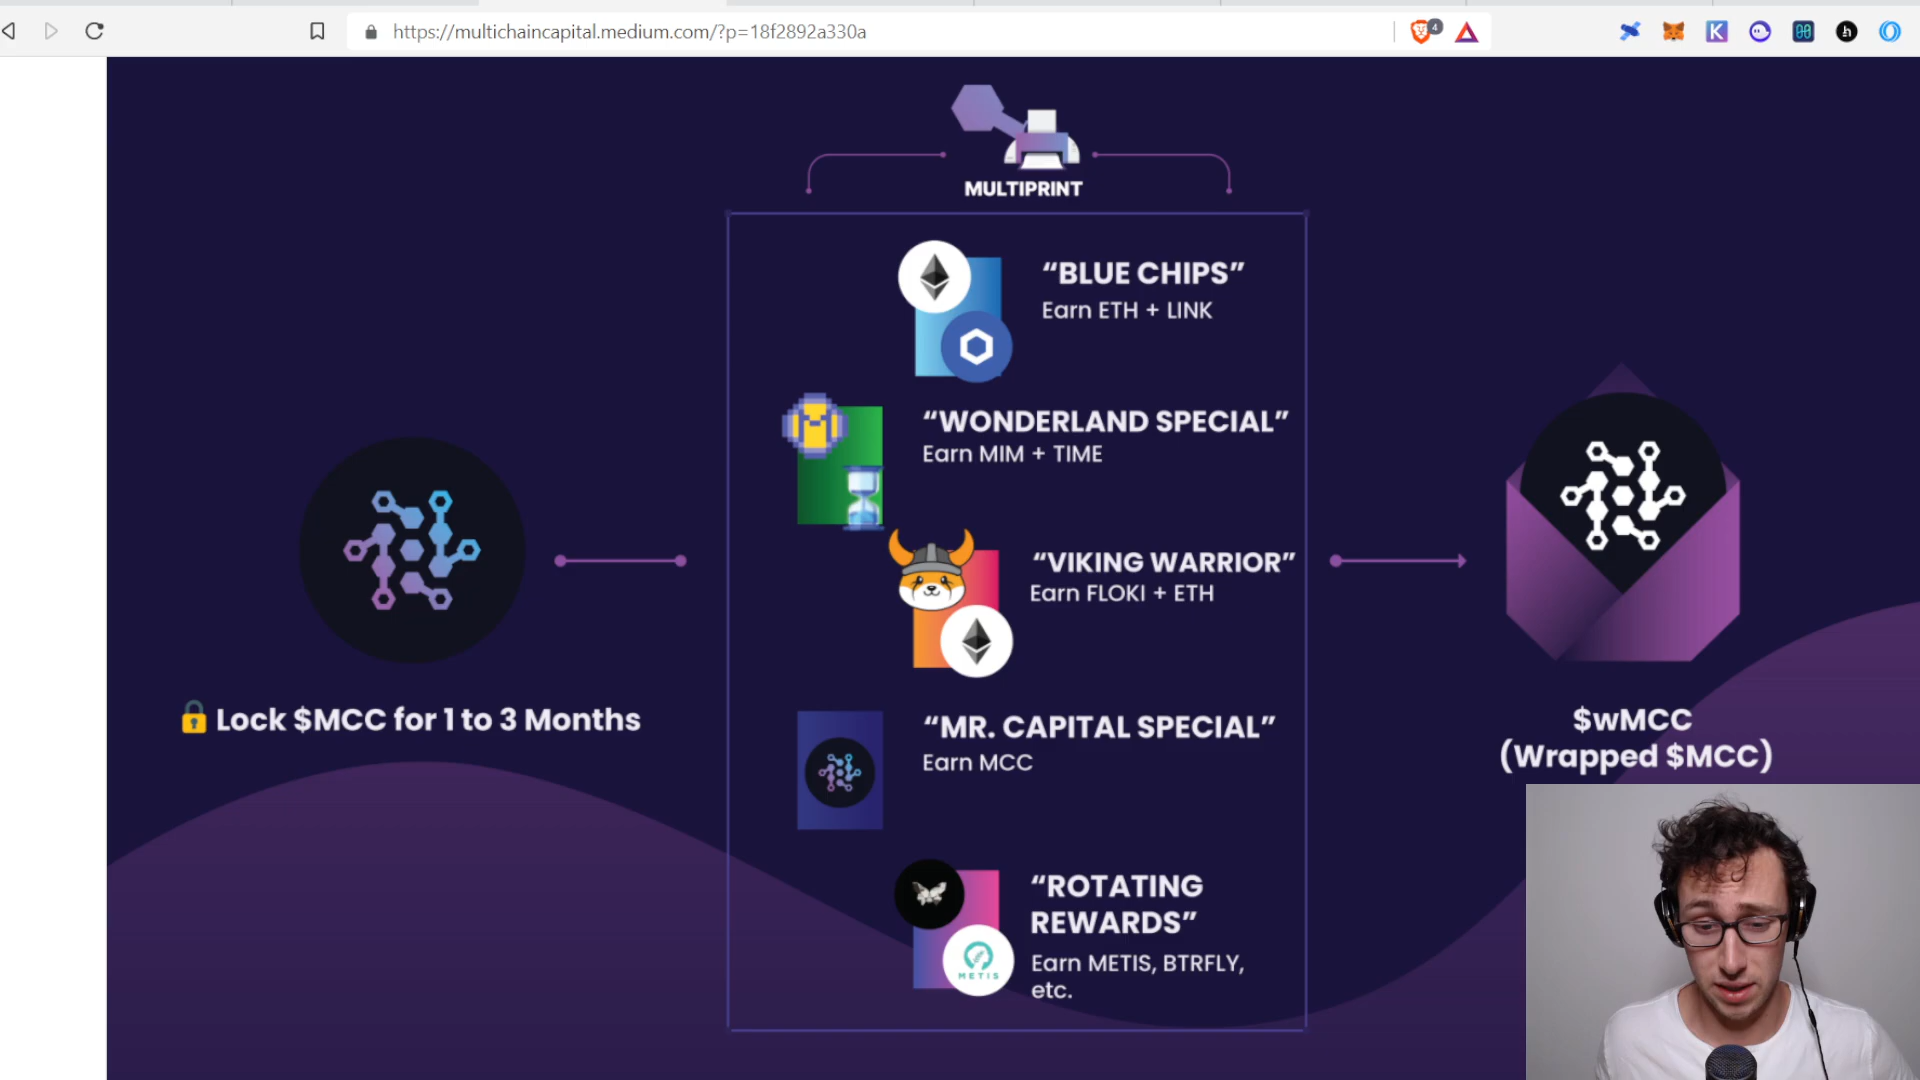 https://multichaincapital.medium.com/?p=18f2892a330a
4
MULTIPRINT
“BLUE CHIPS”
Earn ETH + LINK
“WONDERLAND SPECIAL”
Earn MIM + TIME
“VIKING WARRIOR”
Earn FLOKI + ETH
“MR. CAPITAL SPECIAL”
Earn MCC
“ROTATING
REWARDS”
Earn METIS, BTRFLY,
etc.
METIS
Lock $MCC for 1 to 3 Months
$wMCC
(Wrapped $MCC)